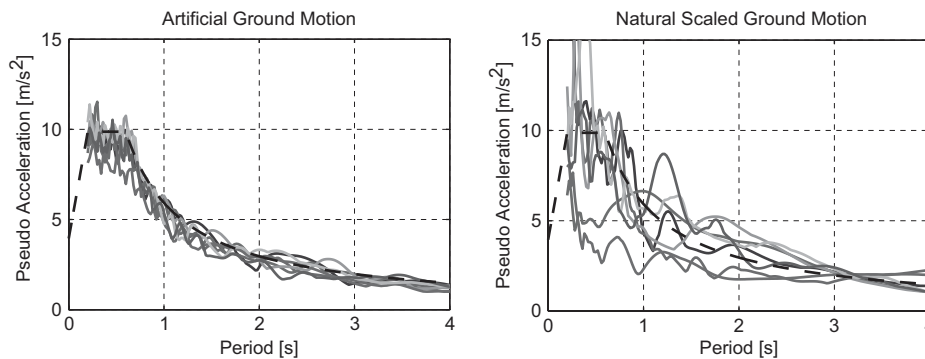 Artificial Ground Motion
Pseudo Acceleration [m/s²]
15
10
5
0
0 1 2 3 4
Period [s]
Natural Scaled Ground Motion
Pseudo Acceleration [m/s²]
15
10
5
0
0 1 2 3 4
Period [s]